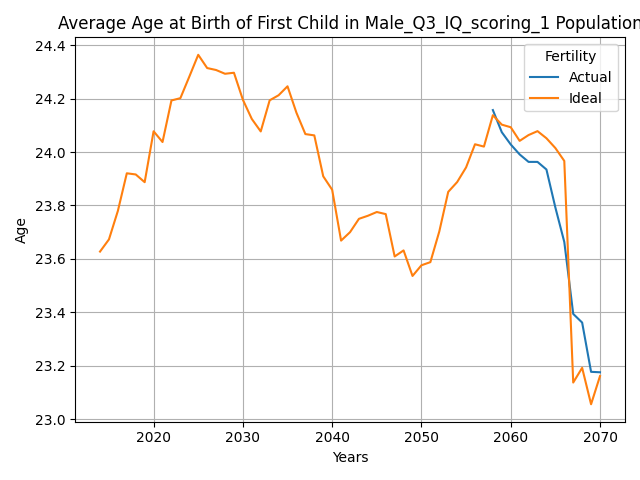 Average Age at Birth of First Child in Male_Q3_IQ_scoring_1 Population
24.4
24.2
24.0
23.8
23.6
23.4
23.2
23.0
Age
Fertility
Actual
Ideal
2020
2030
2040
2050
2060
2070
Years